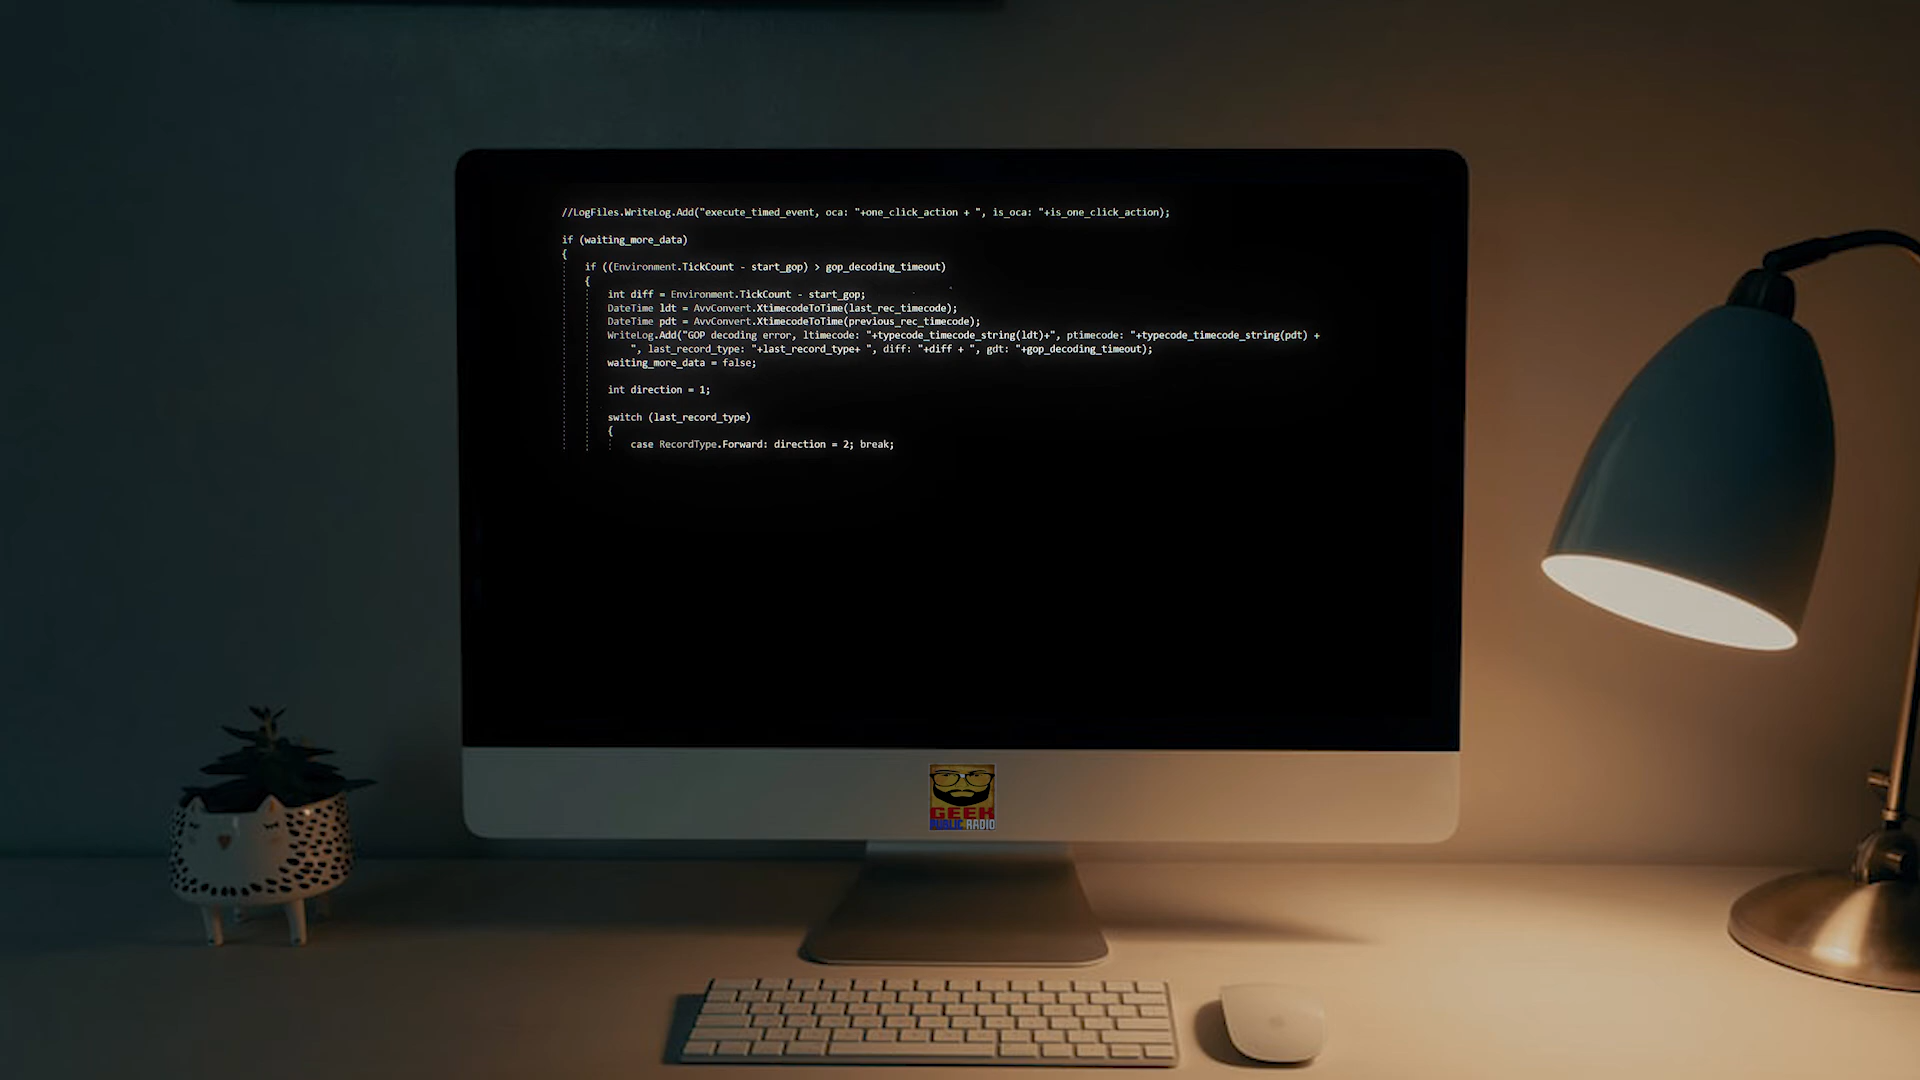 //LogFiles.WriteLog.Add("execute_timed_event, oca: "+one_click_action + ", is_oca: "+is_one_click_action);
if (waiting_more_data)
{
if ((Environment.TickCount - start_gop) > gop_decoding_timeout)
{
int diff = Environment.TickCount - start_gop;
DateTime ldt = AvvConvert.XtimecodeToTime(last_rec_timecode);
DateTime pdt = AvvConvert.XtimecodeToTime(previous_rec_timecode);
WriteLog.Add("GOP decoding error, ltimecode: "+typecode_timecode_string(ldt)+", ptimecode: "+typecode_timecode_string(pdt) +
", last_record_type: "+last_record_type+ ", diff: "+diff + ", gdt: "+gop_decoding_timeout);
waiting_more_data = false;
int direction = 1;
switch (last_record_type)
{
case RecordType.Forward: direction = 2; break;
GEEK
PUBLIC RADIO